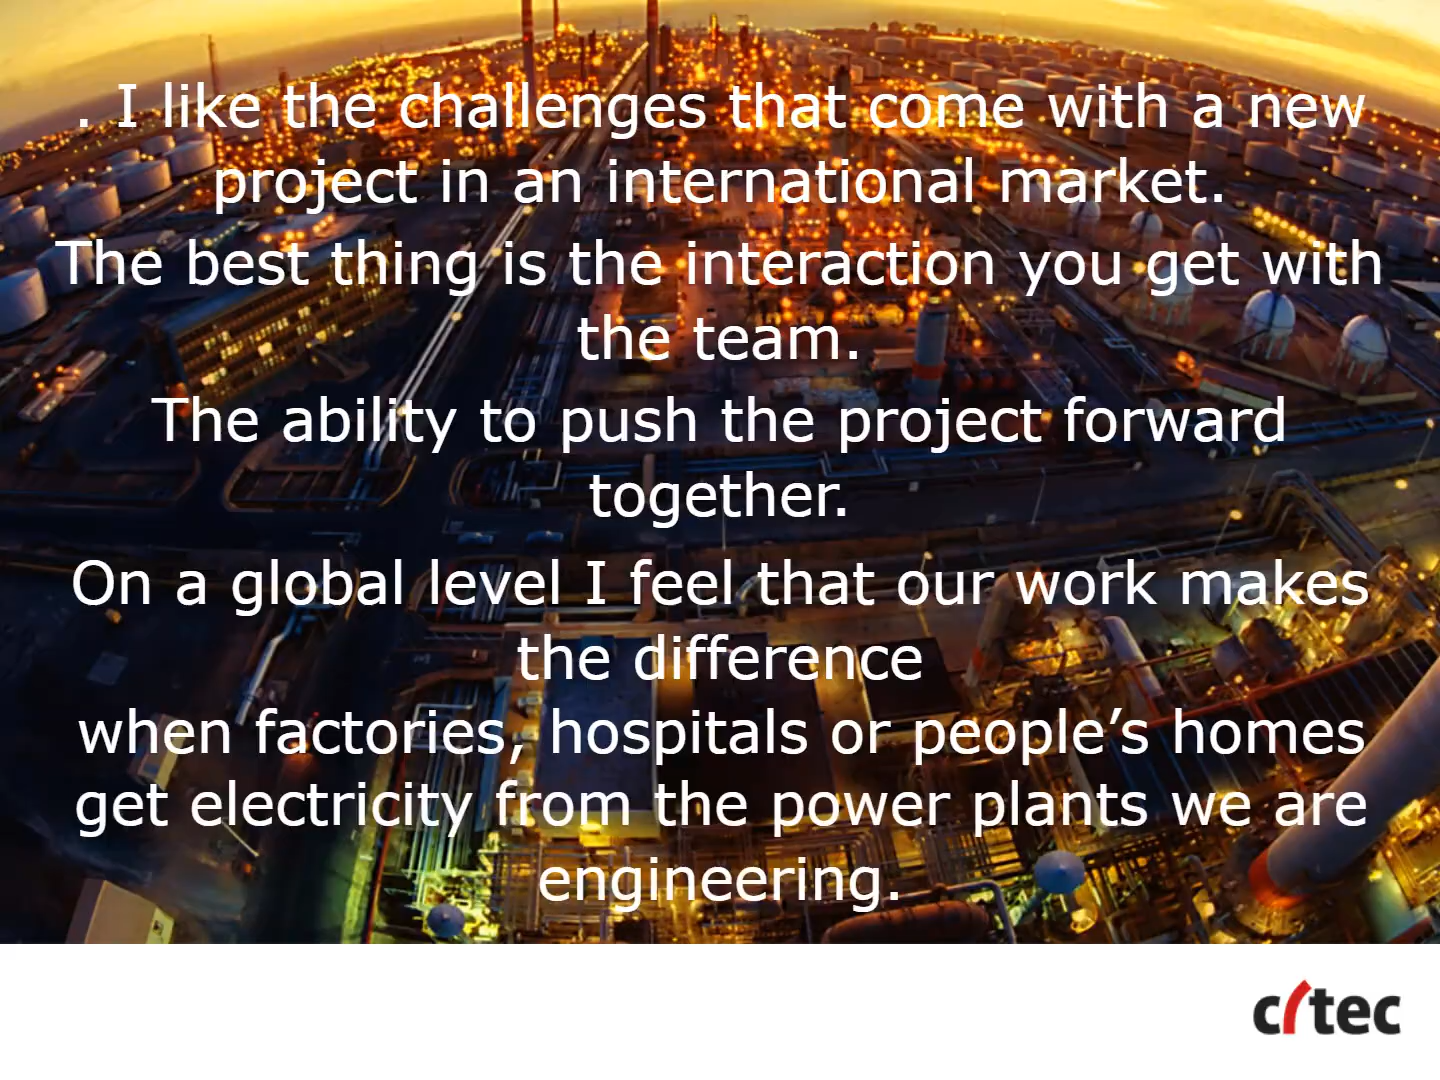 . I like the challenges that come with a new
project in an international market.
The best thing is the interaction you get with
the team.
The ability to push the project forward
together.
On a global level I feel that our work makes
the difference
when factories, hospitals or people’s homes
get electricity from the power plants we are
engineering.
citec